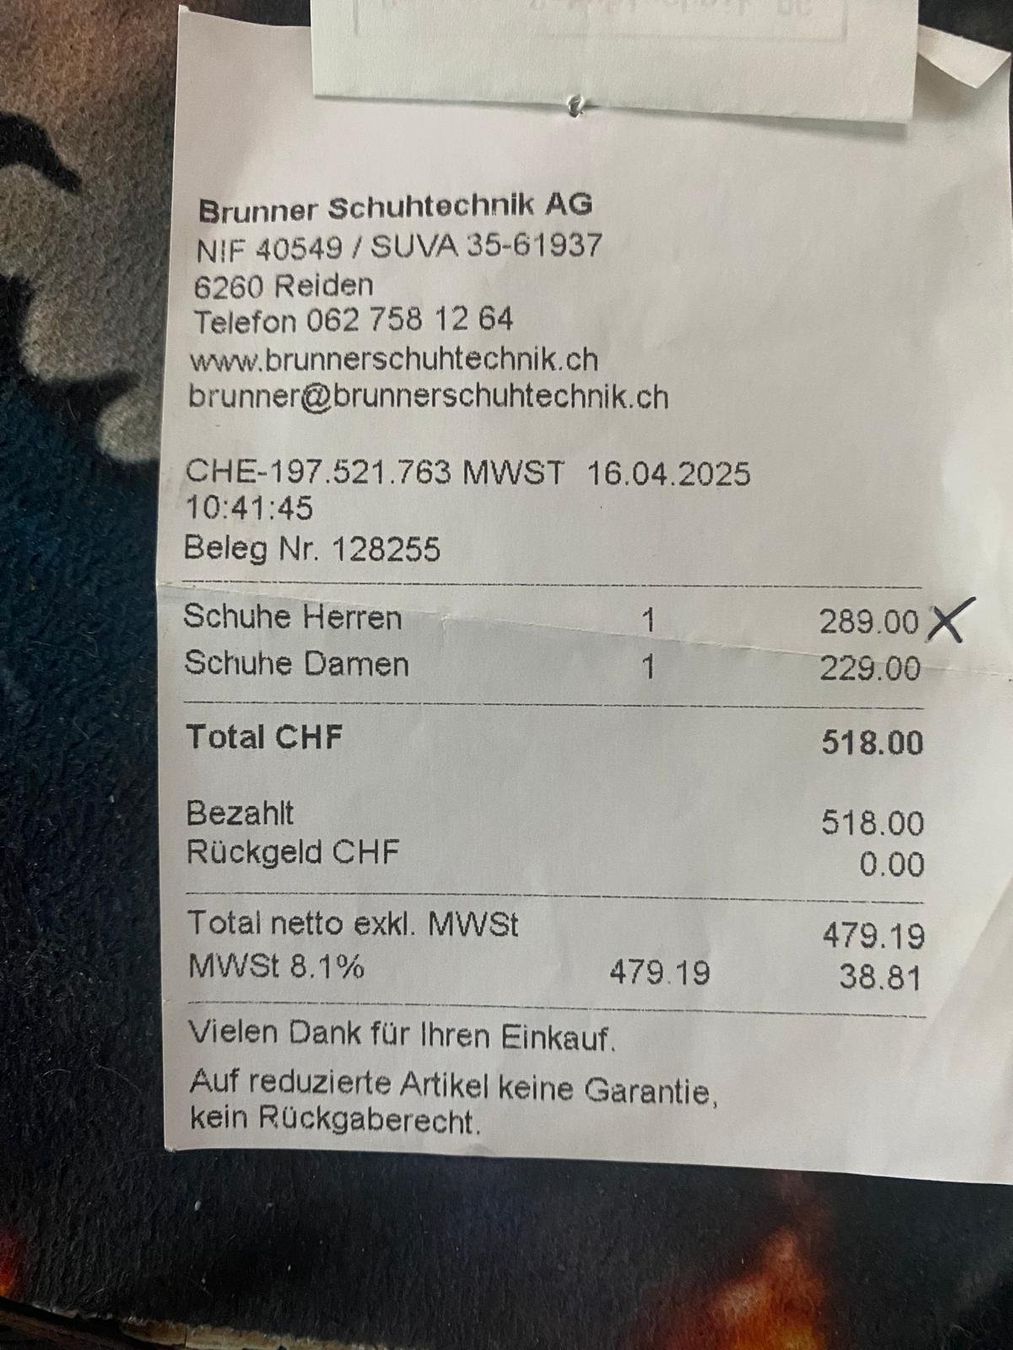 Brunner Schuhtechnik AG
NIF 40549 / SUVA 35-61937
6260 Reiden
Telefon 062 758 12 64
www.brunnerschuhtechnik.ch
brunner@brunnerschuhtechnik.ch
CHE-197.521.763 MWST 16.04.2025
10:41:45
Beleg Nr. 128255
Schuhe Herren 1 289.00 X
Schuhe Damen 1 229.00
Total CHF 518.00
Bezahlt 518.00
Rückgeld CHF 0.00
Total netto exkl. MWSt 479.19
MWSt 8.1% 479.19 38.81
Vielen Dank für Ihren Einkauf.
Auf reduzierte Artikel keine Garantie,
kein Rückgaberecht.